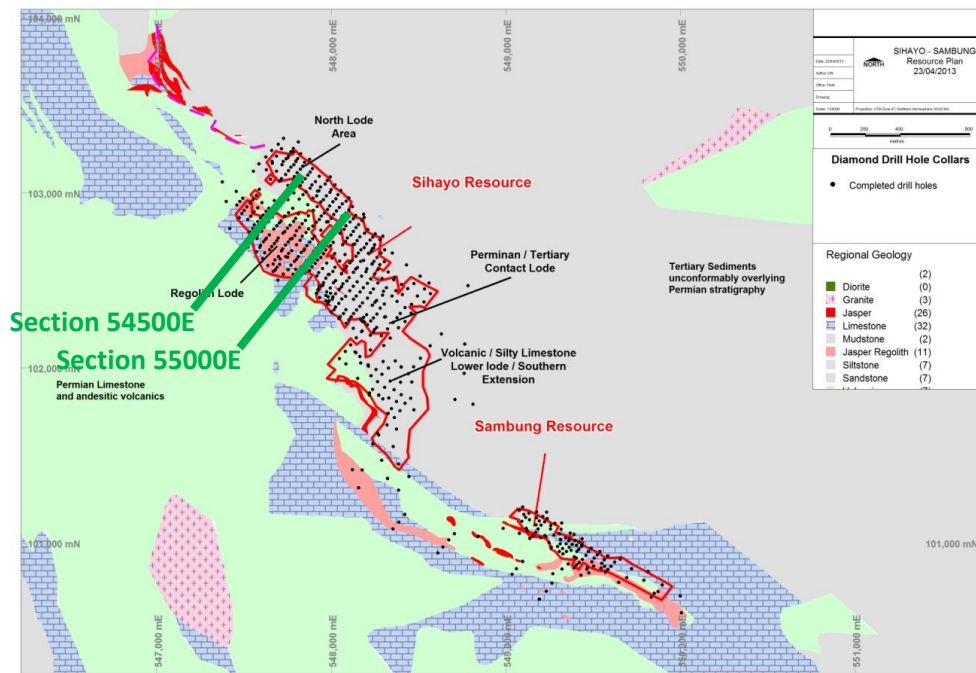 104,000 mN
548,000 mE
549,000 mE
550,000 mE
SIHAYO - SAMBUNG
Resource Plan
23/04/2013
NORTH
0 200 400 800
metres
Diamond Drill Hole Collars
Completed drill holes
North Lode
Area
103,000 mN
Sihayo Resource
Perminan / Tertiary
Contact Lode
Tertiary Sediments
unconformably overlying
Permian stratigraphy
Regional Geology
(2)
Diorite (0)
Granite (3)
Jasper (26)
Limestone (32)
Mudstone (2)
Jasper Regolith (11)
Siltstone (7)
Sandstone (7)
Section 54500E
Section 55000E
Volcanic / Silty Limestone
Lower lode / Southern
Extension
102,000 mN
Permian Limestone
and andesitic volcanics
Sambung Resource
101,000 mN
101,000 mN
547,000 mE
548,000 mE
549,000 mE
550,000 mE
551,000 mE